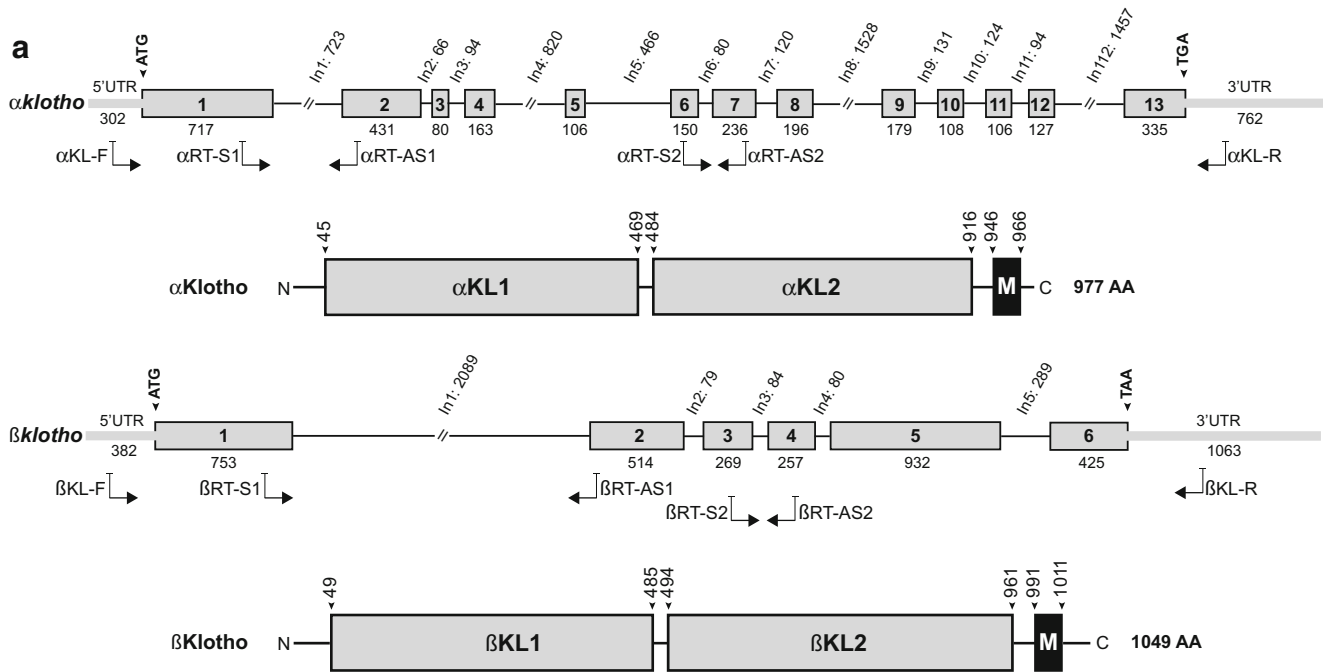 a
ATG In1: 723 In2: 66 In3: 94 In4: 820 In5: 466 In6: 80 In7: 120 In8: 1528 In9: 131 In10: 124 In11: 94 In112: 1457 TGA
5'UTR 3'UTR
αklotho 1 2 3 4 5 6 7 8 9 10 11 12 13
302 717 431 80 163 106 150 236 196 179 108 106 127 335 762
αKL-F αRT-S1 αRT-AS1 αRT-S2 αRT-AS2 αKL-R
45 469 484 916 946 966
αKlotho N αKL1 αKL2 M C 977 AA
ATG In1: 2089 In2: 79 In3: 84 In4: 80 In5: 289 TAA
5'UTR 3'UTR
ßklotho 1 2 3 4 5 6
382 753 514 269 257 932 425 1063
ßKL-F ßRT-S1 ßRT-AS1 ßKL-R
ßRT-S2 ßRT-AS2
49 485 494 961 991 1011
ßKlotho N ßKL1 ßKL2 M C 1049 AA